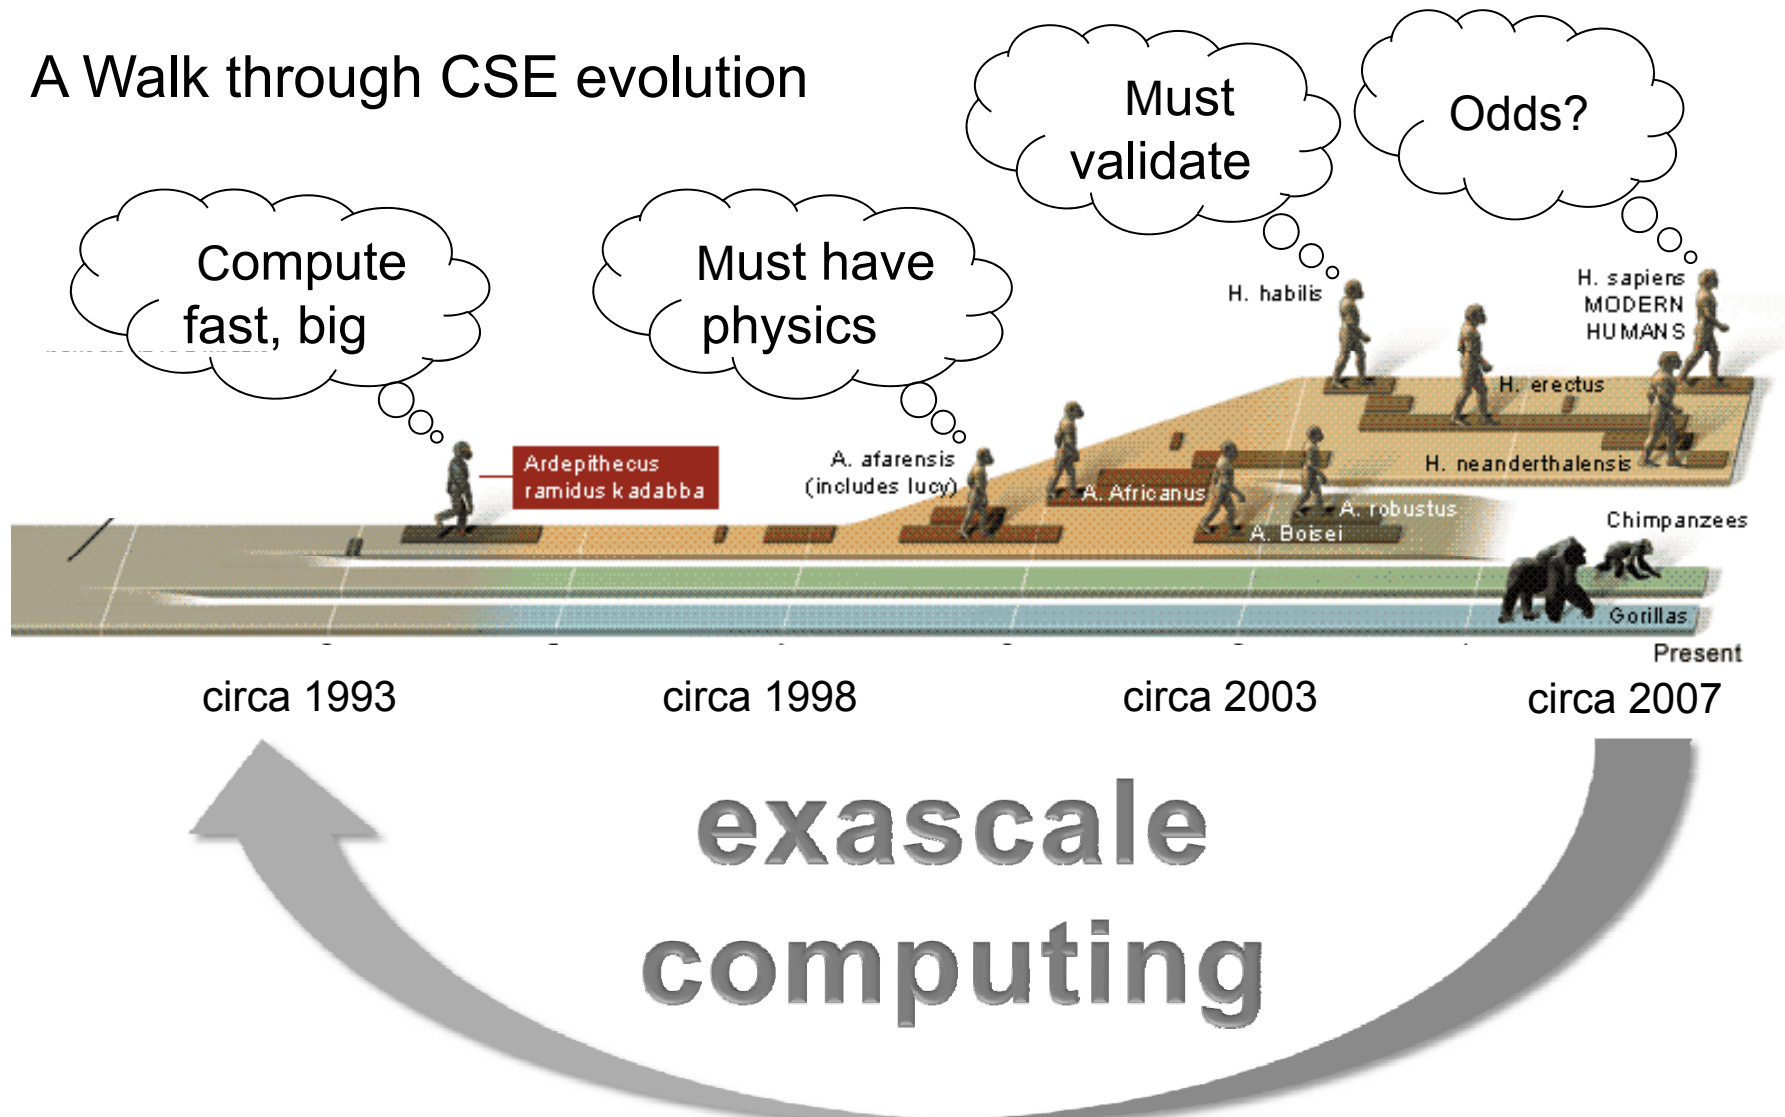 A Walk through CSE evolution
Compute
fast, big
Must have
physics
Must
validate
Odds?
Ardepithecus
ramidus kadabba
A. afarensis
(includes lucy)
A. Africanus
A. Boisei
A. robustus
H. habilis
H. erectus
H. neanderthalensis
H. sapiens
MODERN
HUMANS
Chimpanzees
Gorillas
Present
circa 1993
circa 1998
circa 2003
circa 2007
exascale
computing